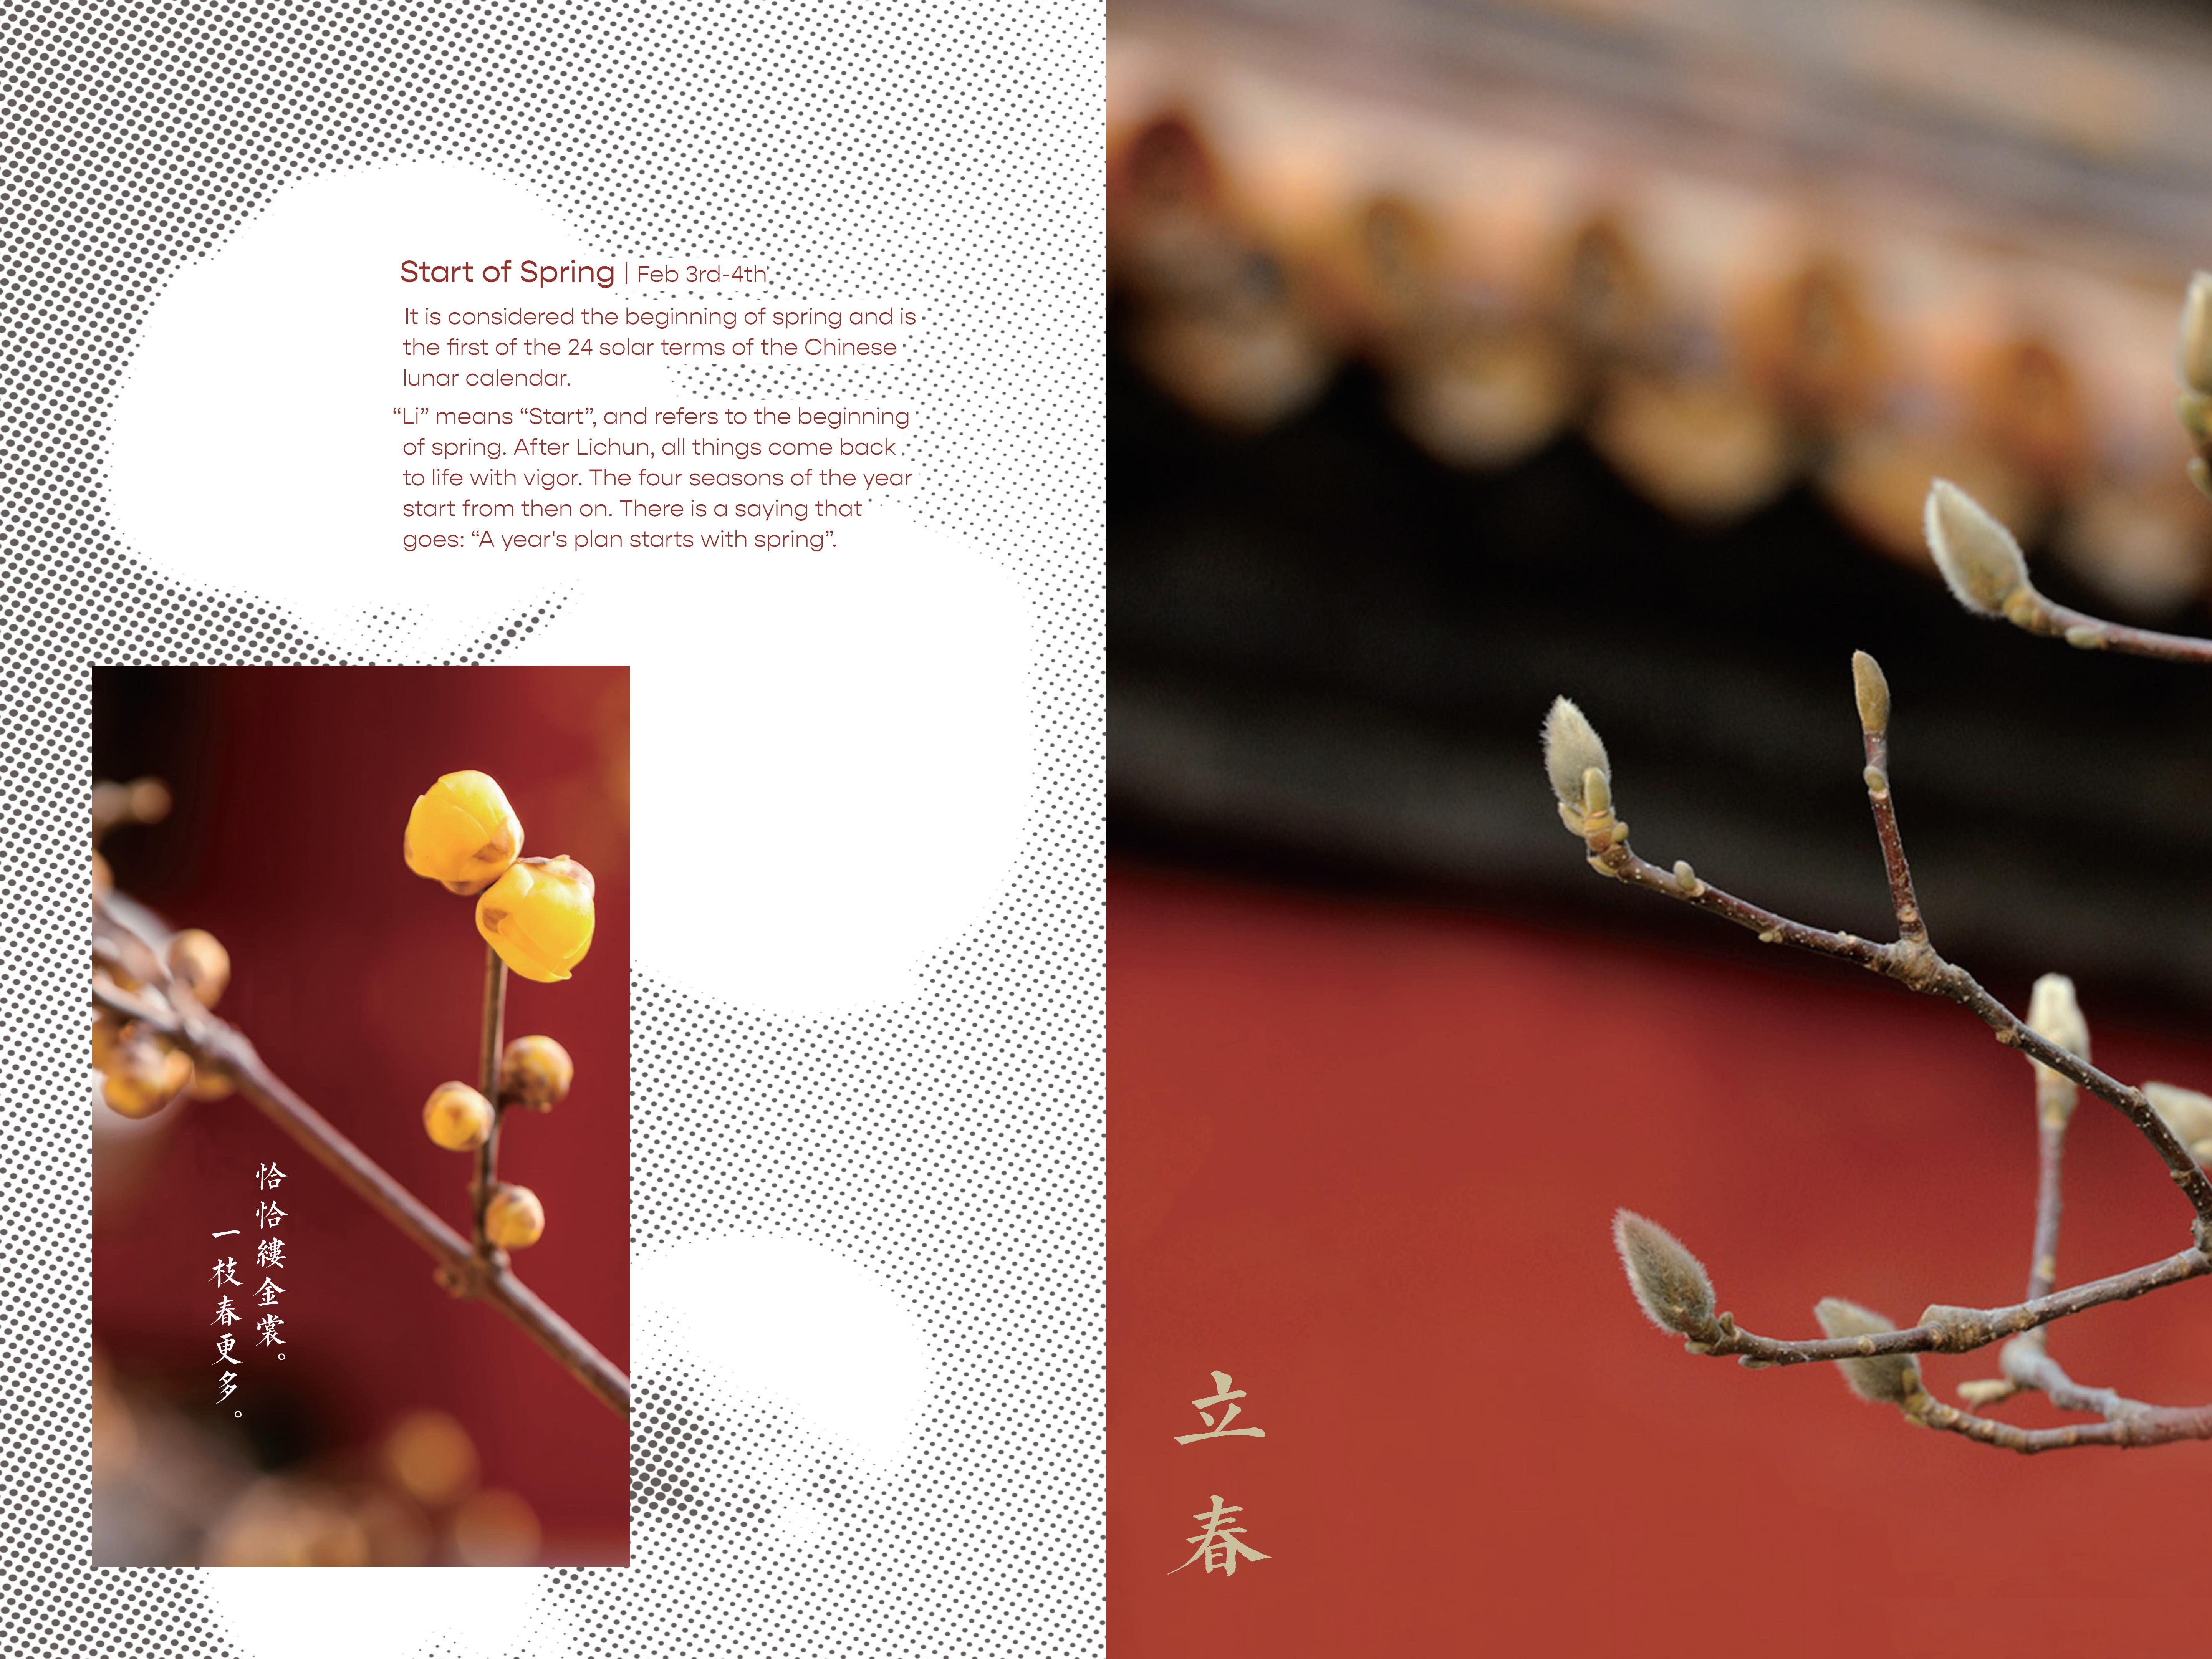 Start of Spring | Feb 3rd-4th
It is considered the beginning of spring and is
the first of the 24 solar terms of the Chinese
lunar calendar.
“Li” means “Start”, and refers to the beginning
of spring. After Lichun, all things come back
to life with vigor. The four seasons of the year
start from then on. There is a saying that
goes: “A year's plan starts with spring”.
恰恰縷金裳。
一枝春更多。
立春